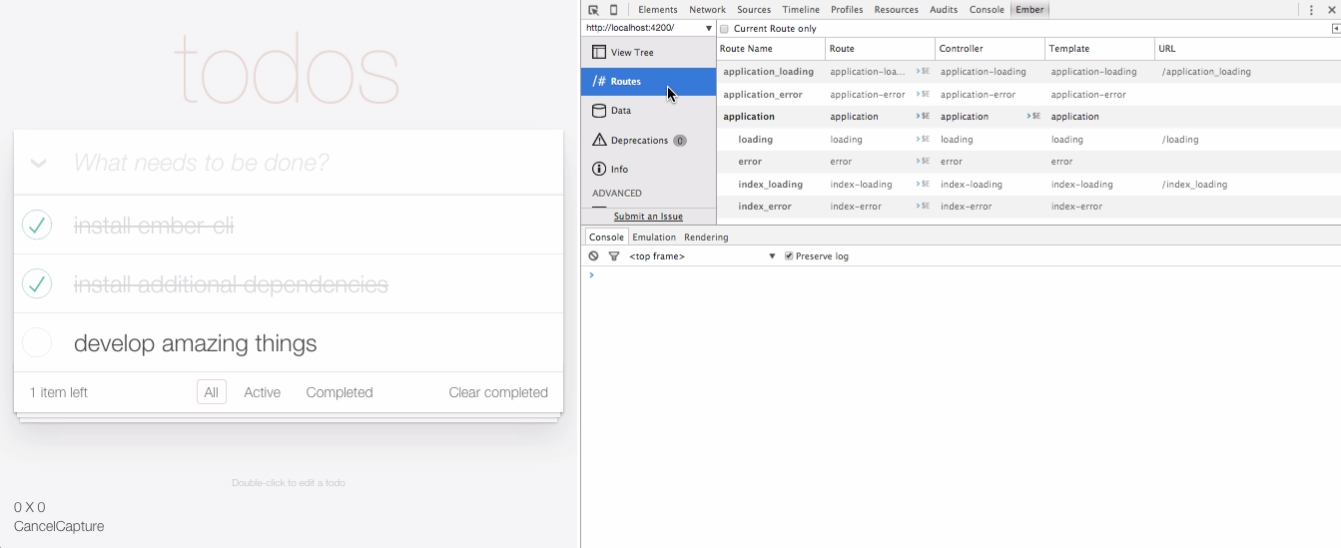 todos
What needs to be done?
install ember-cli
install additional dependencies
develop amazing things
1 item left All Active Completed Clear completed
Double-click to edit a todo
0 X 0
CancelCapture
Elements Network Sources Timeline Profiles Resources Audits Console Ember
http://localhost:4200/
View Tree
/# Routes
Data
Deprecations 0
Info
ADVANCED
Submit an Issue
Current Route only
Route Name Route Controller Template URL
application_loading application-loa... >$E application-loading application-loading /application_loading
application_error application-error >$E application-error application-error
application application >$E application >$E application
loading loading >$E loading loading /loading
error error >$E error error
index_loading index-loading >$E index-loading index-loading /index_loading
index_error index-error >$E index-error index-error
Console Emulation Rendering
<top frame> Preserve log
>